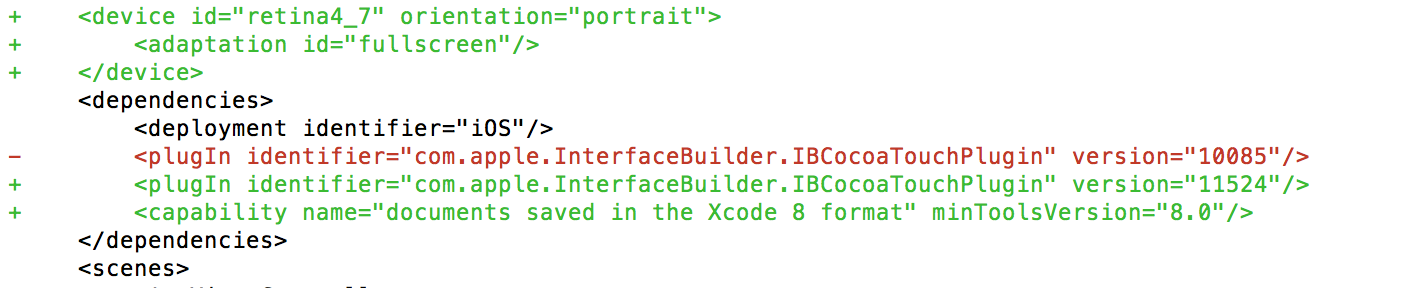 +    <device id="retina4_7" orientation="portrait">
+        <adaptation id="fullscreen"/>
+    </device>
     <dependencies>
         <deployment identifier="iOS"/>
-        <plugIn identifier="com.apple.InterfaceBuilder.IBCocoaTouchPlugin" version="10085"/>
+        <plugIn identifier="com.apple.InterfaceBuilder.IBCocoaTouchPlugin" version="11524"/>
+        <capability name="documents saved in the Xcode 8 format" minToolsVersion="8.0"/>
     </dependencies>
     <scenes>